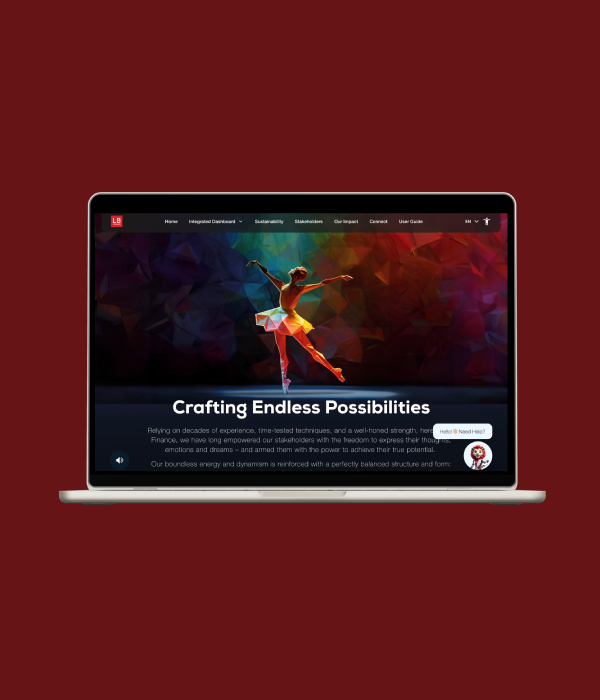 LB
Home Integrated Dashboard Sustainability Stakeholders Our Impact Connect User Guide EN
Crafting Endless Possibilities
Relying on decades of experience, time-tested techniques, and a well-honed strength, here
Finance, we have long empowered our stakeholders with the freedom to express their thoughts,
emotions and dreams – and armed them with the power to achieve their true potential.
Our boundless energy and dynamism is reinforced with a perfectly balanced structure and form:
Hello! 👋 Need Help?